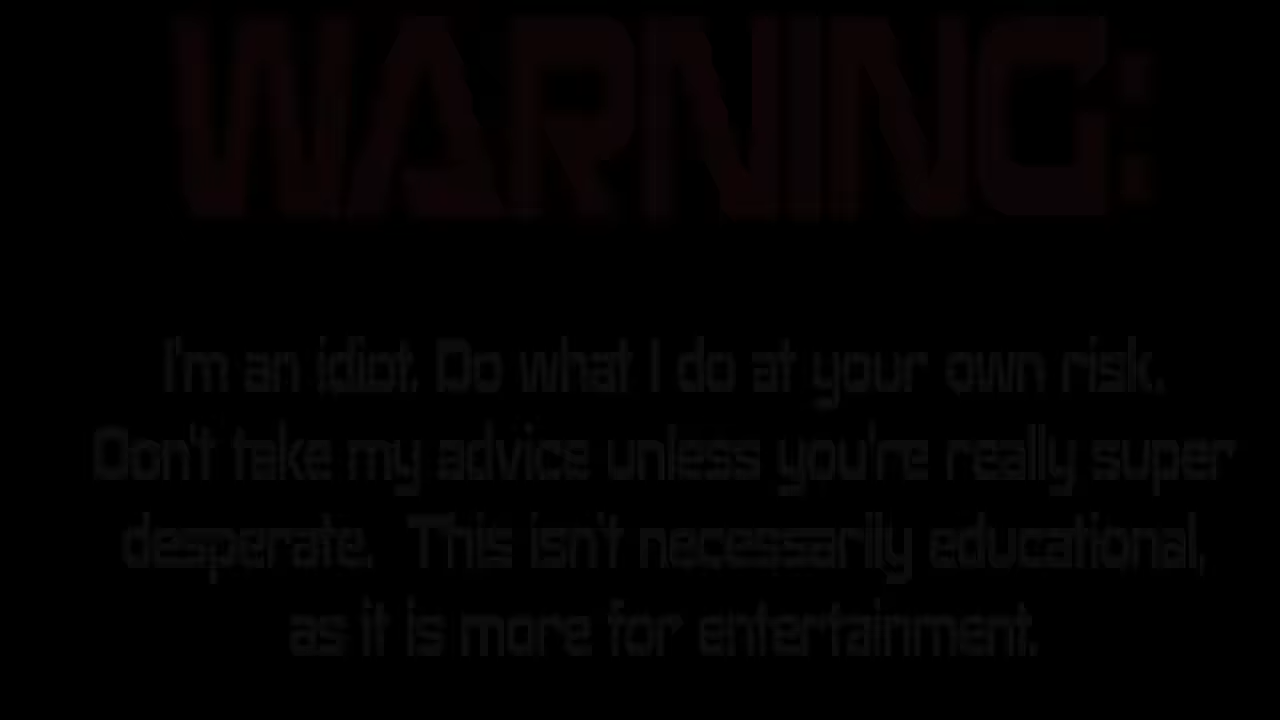 WARNING:
I'm an idiot. Do what I do at your own risk.
Don't take my advice unless you're really super
desperate. This isn't necessarily educational,
as it is more for entertainment.